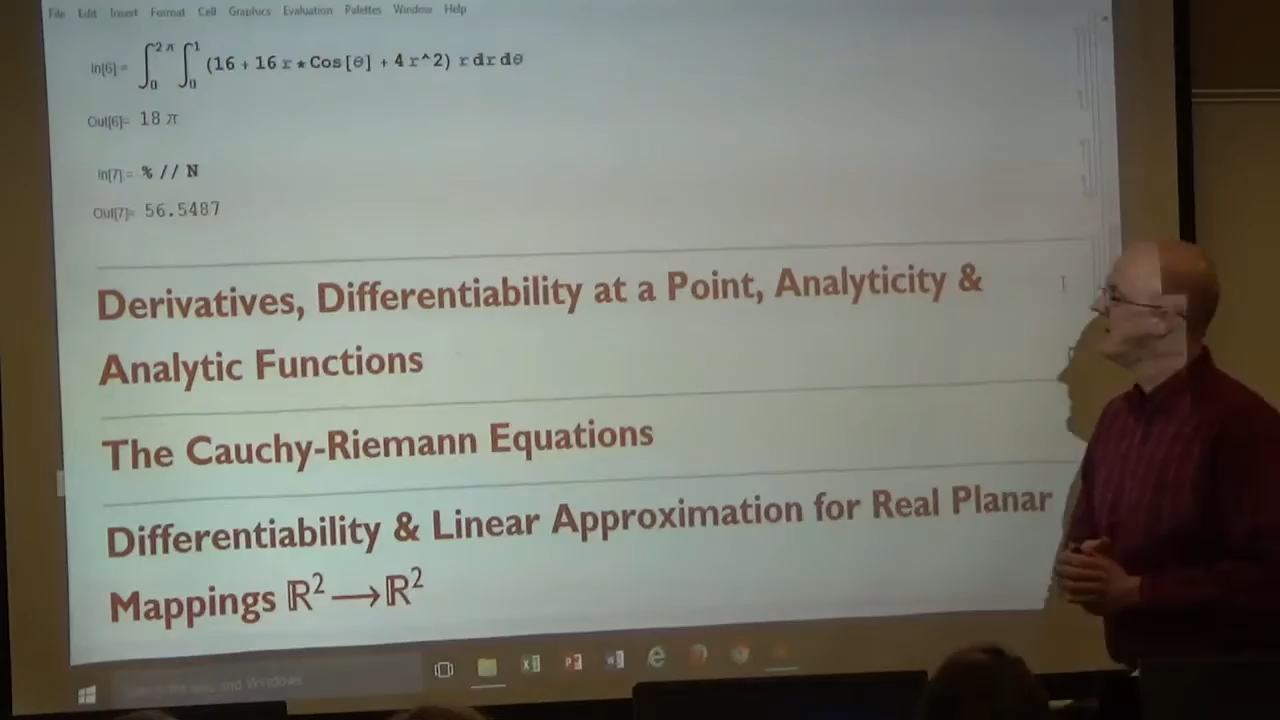 File Edit Insert Format Cell Graphics Evaluation Palettes Window Help
In[6]:= ∫₀^2π ∫₀^1 (16 + 16 r * Cos[θ] + 4 r^2) r dr dθ
Out[6]= 18 π
In[7]:= % // N
Out[7]= 56.5487
Derivatives, Differentiability at a Point, Analyticity &
Analytic Functions
The Cauchy-Riemann Equations
Differentiability & Linear Approximation for Real Planar
Mappings ℝ² ⟶ ℝ²
and Windows